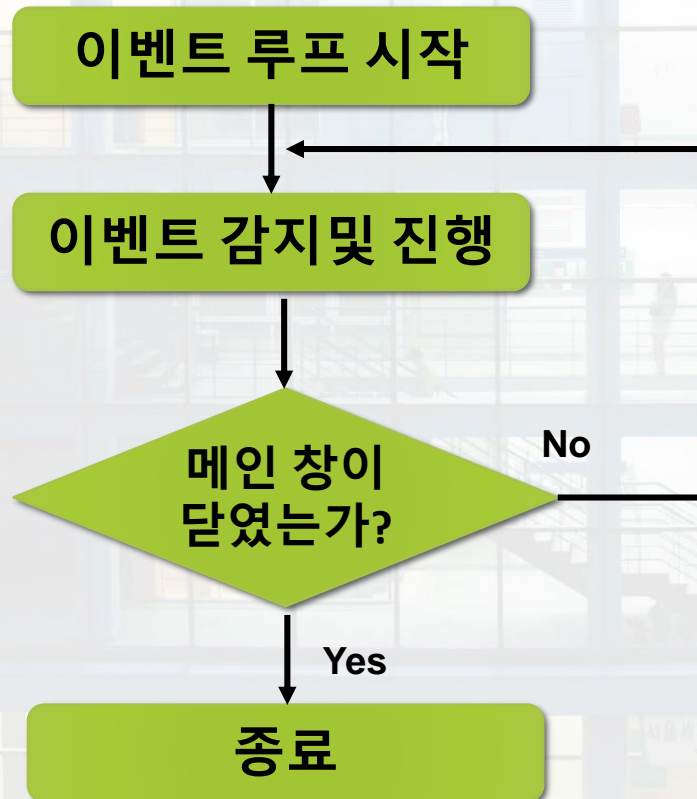 이벤트 루프 시작
이벤트 감지및 진행
메인 창이
닫였는가?
No
Yes
종료